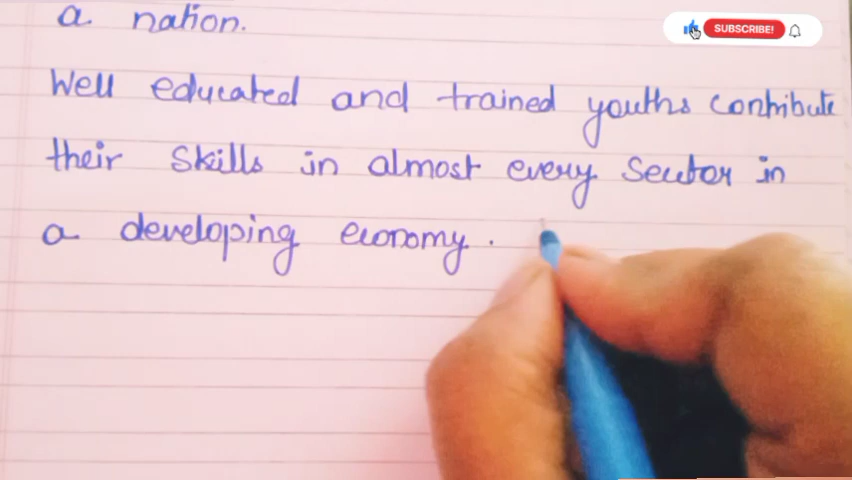 a nation.
SUBSCRIBE!
Well educated and trained youths contribute
their skills in almost every sector in
a developing economy.